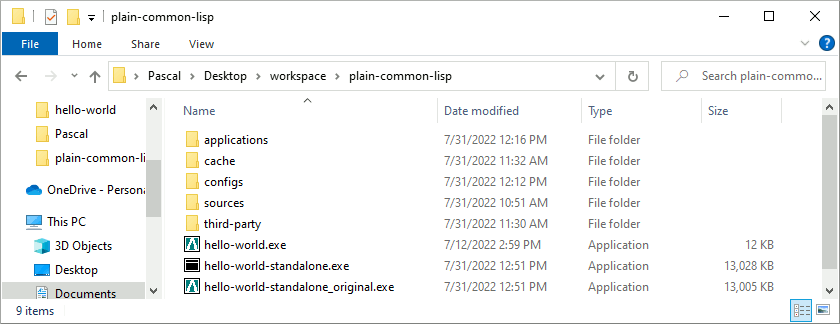 plain-common-lisp
File Home Share View
Pascal Desktop workspace plain-common-lisp Search plain-commo...
Name Date modified Type Size
hello-world
Pascal
plain-common-li
OneDrive - Persona
This PC
3D Objects
Desktop
Documents
applications 7/31/2022 12:16 PM File folder
cache 7/31/2022 11:32 AM File folder
configs 7/31/2022 12:12 PM File folder
sources 7/31/2022 10:51 AM File folder
third-party 7/31/2022 11:30 AM File folder
hello-world.exe 7/12/2022 2:59 PM Application 12 KB
hello-world-standalone.exe 7/31/2022 12:51 PM Application 13,028 KB
hello-world-standalone_original.exe 7/31/2022 12:51 PM Application 13,005 KB
9 items